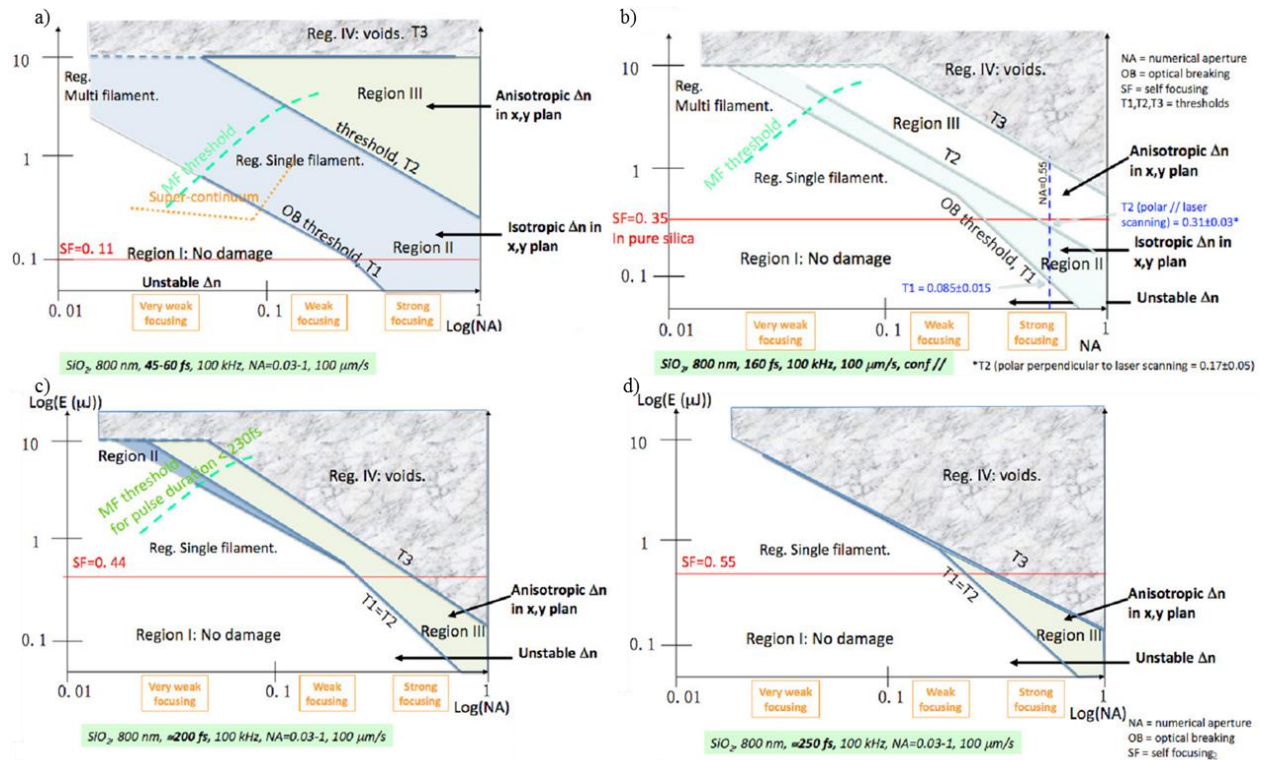 a)
Reg. IV: voids. T3
10
Reg.
Multi filament.
Region III
Anisotropic Δn
in x,y plan
threshold, T2
1
MF threshold
Reg. Single filament.
Super-continuum
OB threshold, T1
Isotropic Δn in
x,y plan
SF=0. 11
Region I: No damage
Region II
0. 1
Unstable Δn
0. 01
Very weak
focusing
0. 1
Weak
focusing
Strong
focusing
1
Log(NA)
SiO2, 800 nm, 45-60 fs, 100 kHz, NA=0.03-1, 100 µm/s
b)
NA = numerical aperture
OB = optical breaking
SF = self focusing
T1,T2,T3 = thresholds
10
Reg.
Multi filament.
Reg. IV: voids.
Region III
T3
MF threshold
T2
1
Reg. Single filament.
NA=0.55
Anisotropic Δn
in x,y plan
OB threshold, T1
T2 (polar // laser
scanning) = 0.31±0.03*
SF=0. 35
In pure silica
Isotropic Δn in
x,y plan
Region I: No damage
Region II
0. 1
T1 = 0.085±0.015
Unstable Δn
0. 01
Very weak
focusing
0. 1
Weak
focusing
Strong
focusing
1
NA
SiO2, 800 nm, 160 fs, 100 kHz, 100 µm/s, conf //
*T2 (polar perpendicular to laser scanning = 0.17±0.05)
c)
Log(E (µJ))
10
Region II
MF threshold
for pulse duration < 230fs
Reg. IV: voids.
1
Reg. Single filament.
T3
SF=0. 44
T1=T2
Anisotropic Δn
in x,y plan
Region I: No damage
Region III
0. 1
Unstable Δn
0. 01
Very weak
focusing
0. 1
Weak
focusing
Strong
focusing
1
Log(NA)
SiO2, 800 nm, ≈200 fs, 100 kHz, NA=0.03-1, 100 µm/s
d)
Log(E (µJ))
10
Reg. IV: voids.
1
Reg. Single filament.
T3
SF=0. 55
T1=T2
Anisotropic Δn
in x,y plan
Region I: No damage
Region III
0. 1
Unstable Δn
0. 01
Very weak
focusing
0. 1
Weak
focusing
Strong
focusing
1
Log(NA)
SiO2, 800 nm, ≈250 fs, 100 kHz, NA=0.03-1, 100 µm/s
NA = numerical aperture
OB = optical breaking
SF = self focusing